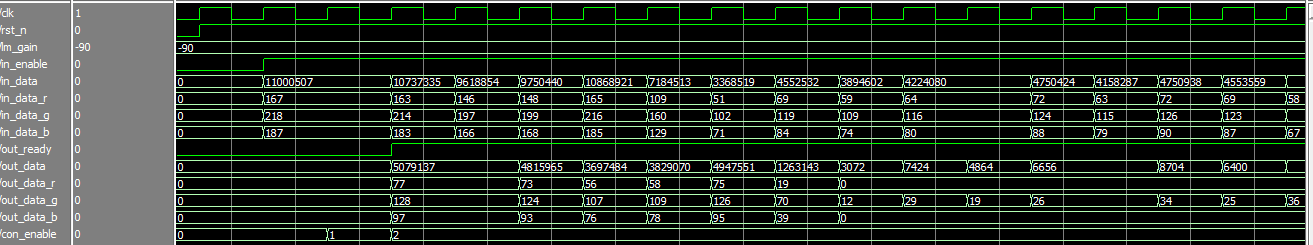 /clk 1
/rst_n 0
/lm_gain -90 -90
/in_enable 0
/in_data 0 0 11000507 10737335 9618854 9750440 10868921 7184513 3368519 4552532 3894602 4224080 4750424 4158287 4750938 4553559
/in_data_r 0 0 167 163 146 148 165 109 51 69 59 64 72 63 72 69 58
/in_data_g 0 0 218 214 197 199 216 160 102 119 109 116 124 115 126 123
/in_data_b 0 0 187 183 166 168 185 129 71 84 74 80 88 79 90 87 67
/out_ready 0
/out_data 0 0 5079137 4815965 3697484 3829070 4947551 1263143 3072 7424 4864 6656 8704 6400
/out_data_r 0 0 77 73 56 58 75 19 0
/out_data_g 0 0 128 124 107 109 126 70 12 29 19 26 34 25 36
/out_data_b 0 0 97 93 76 78 95 39 0
/con_enable 0 0 1 2